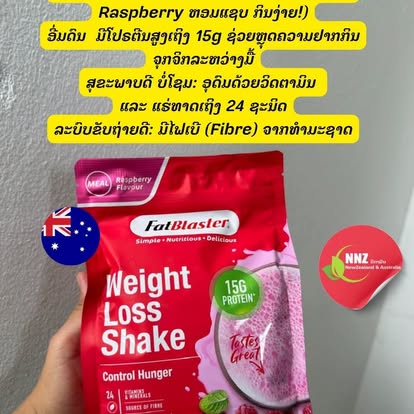 Raspberry ຫອມແຊບ ກິນງ່າຍ!)
ອີ່ມດົນ ມີໂປຣຕີນສູງເຖິງ 15g ຊ່ວຍຫຼຸດຄວາມຢາກກິນ
ຈຸກຈິກລະຫວ່າງມື້
ສຸຂະພາບດີ ບໍ່ໂຊມ: ອຸດົມດ້ວຍວິດຕາມິນ
ແລະ ແຮ່ທາດເຖິງ 24 ຊະນິດ
ລະບົບຂັບຖ່າຍດີ: ມີໄຟເບີ (Fibre) ຈາກທຳມະຊາດ
MEAL
Raspberry
Flavour
FatBlaster
Simple • Nutritious • Delicious
Weight
Loss
Shake
15G
PROTEIN*
Tastes
Great
Control Hunger
24 VITAMINS
& MINERALS
SOURCE OF FIBRE
NNZ
NewZealand & Australia